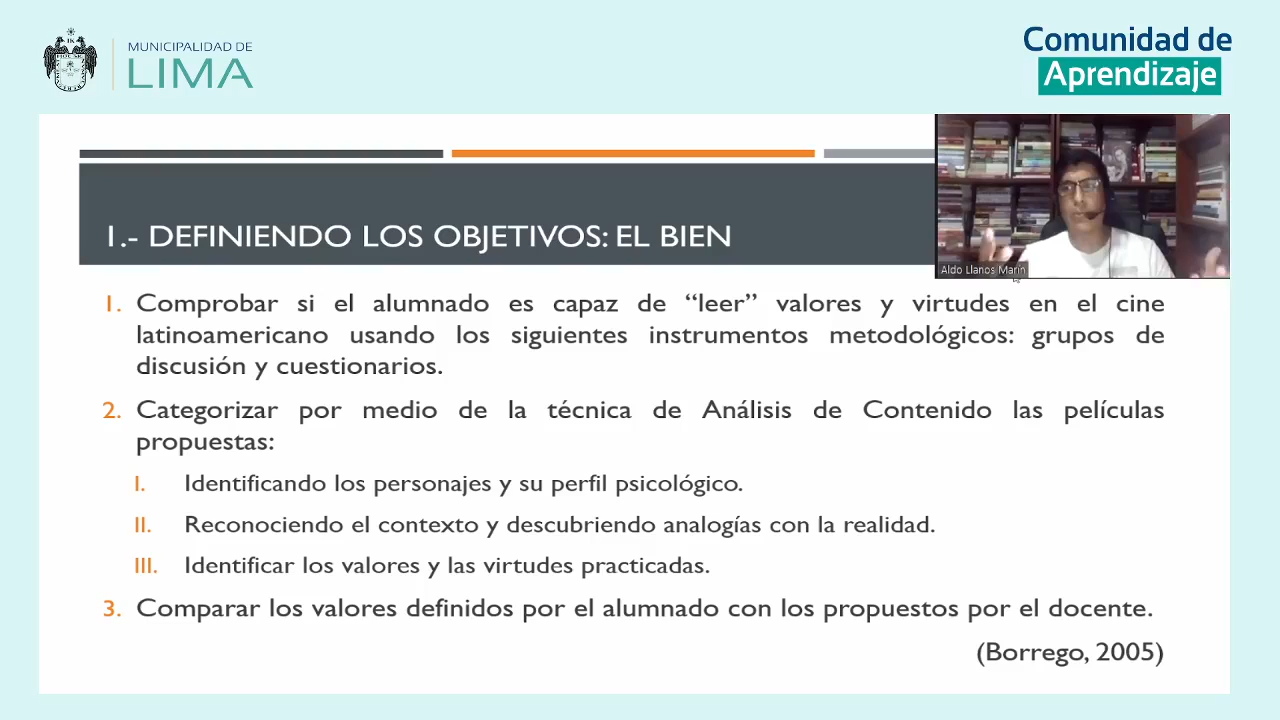 MUNICIPALIDAD DE
LIMA
Comunidad de
Aprendizaje
1.- DEFINIENDO LOS OBJETIVOS: EL BIEN
Aldo Llanos Marín
1. Comprobar si el alumnado es capaz de “leer” valores y virtudes en el cine
latinoamericano usando los siguientes instrumentos metodológicos: grupos de
discusión y cuestionarios.
2. Categorizar por medio de la técnica de Análisis de Contenido las películas
propuestas:
I. Identificando los personajes y su perfil psicológico.
II. Reconociendo el contexto y descubriendo analogías con la realidad.
III. Identificar los valores y las virtudes practicadas.
3. Comparar los valores definidos por el alumnado con los propuestos por el docente.
(Borrego, 2005)